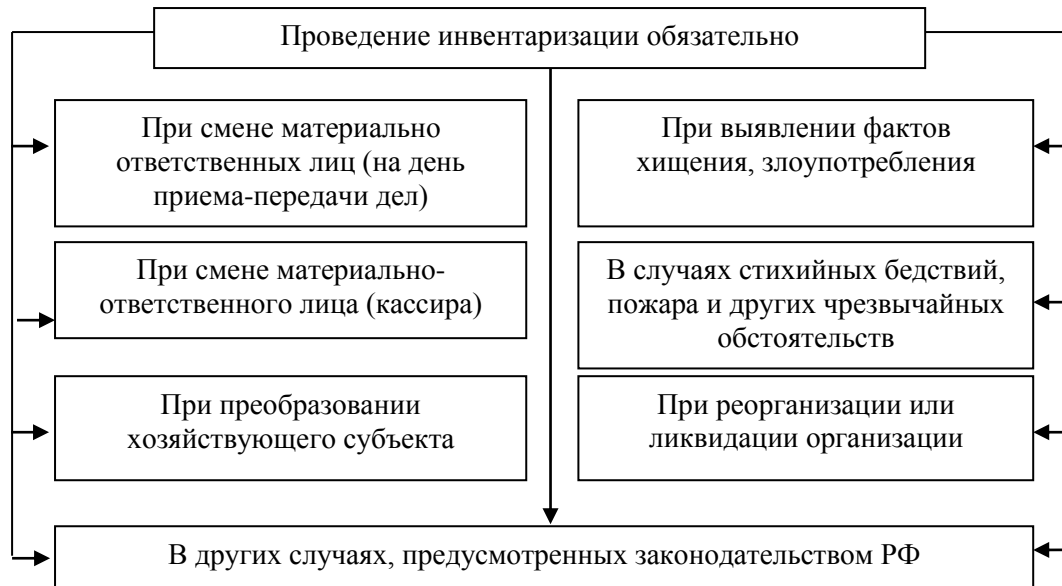 Проведение инвентаризации обязательно
При смене материально
ответственных лиц (на день
приема-передачи дел)
При выявлении фактов
хищения, злоупотребления
При смене материально-
ответственного лица (кассира)
В случаях стихийных бедствий,
пожара и других чрезвычайных
обстоятельств
При преобразовании
хозяйствующего субъекта
При реорганизации или
ликвидации организации
В других случаях, предусмотренных законодательством РФ